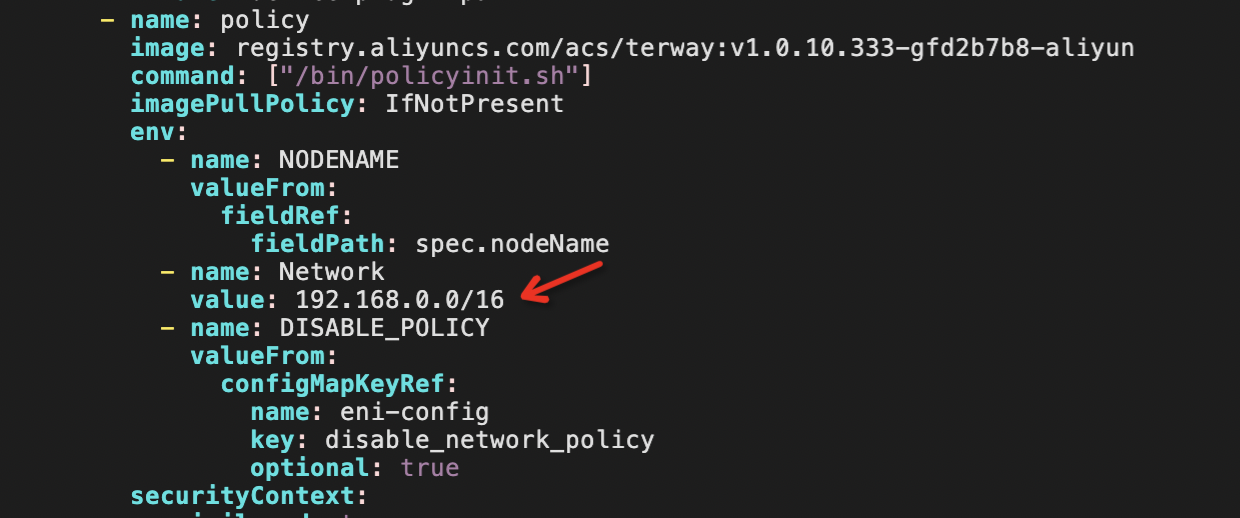 - name: policy
image: registry.aliyuncs.com/acs/terway:v1.0.10.333-gfd2b7b8-aliyun
command: ["/bin/policyinit.sh"]
imagePullPolicy: IfNotPresent
env:
- name: NODENAME
valueFrom:
fieldRef:
fieldPath: spec.nodeName
- name: Network
value: 192.168.0.0/16
- name: DISABLE_POLICY
valueFrom:
configMapKeyRef:
name: eni-config
key: disable_network_policy
optional: true
securityContext: